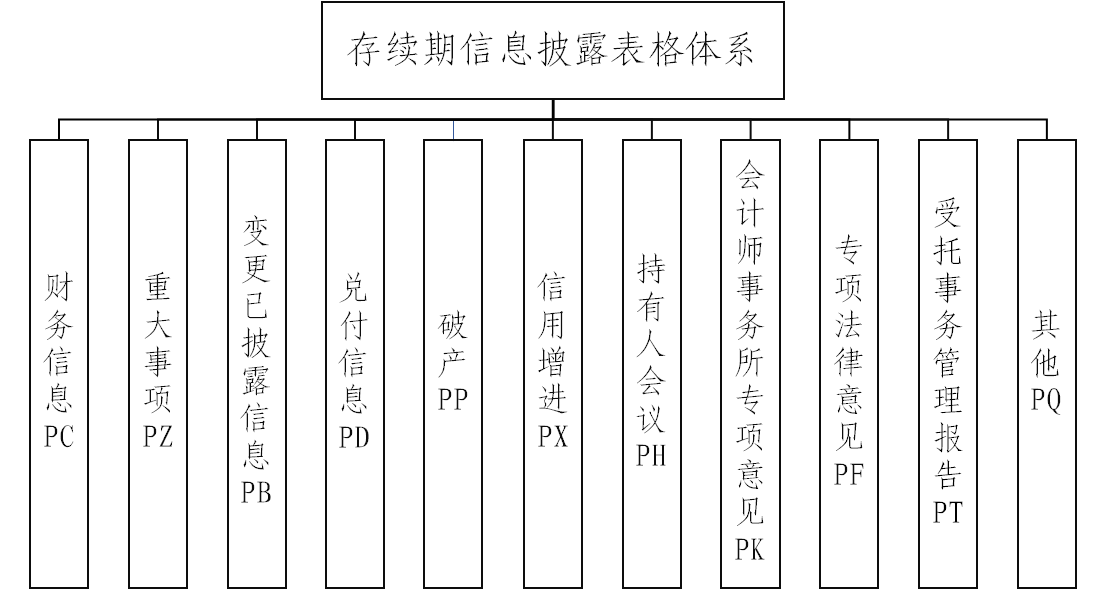 存续期信息披露表格体系
财务信息PC
重大事项PZ
变更已披露信息PB
兑付信息PD
破产PP
信用增进PX
持有人会议PH
会计师事务所专项意见PK
专项法律意见PF
受托事务管理报告PT
其他PQ